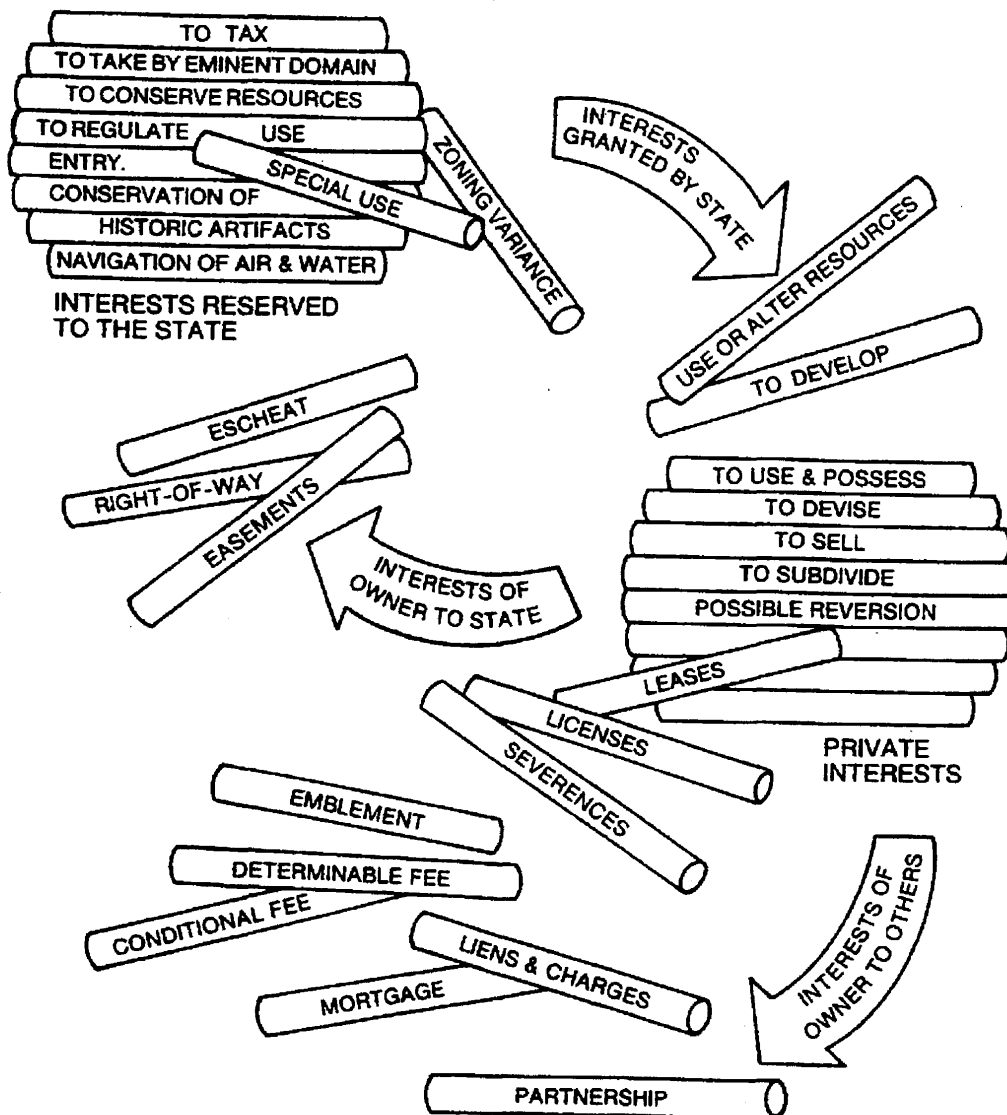 TO TAX
TO TAKE BY EMINENT DOMAIN
TO CONSERVE RESOURCES
TO REGULATE USE
ENTRY.
CONSERVATION OF
HISTORIC ARTIFACTS
NAVIGATION OF AIR & WATER
INTERESTS RESERVED
TO THE STATE
SPECIAL USE
ZONING VARIANCE
INTERESTS
GRANTED BY STATE
USE OR ALTER RESOURCES
TO DEVELOP
ESCHEAT
RIGHT-OF-WAY
EASEMENTS
INTERESTS OF
OWNER TO STATE
TO USE & POSSESS
TO DEVISE
TO SELL
TO SUBDIVIDE
POSSIBLE REVERSION
PRIVATE
INTERESTS
LEASES
LICENSES
SEVERENCES
EMBLEMENT
DETERMINABLE FEE
CONDITIONAL FEE
LIENS & CHARGES
MORTGAGE
INTERESTS OF
OWNER TO OTHERS
PARTNERSHIP